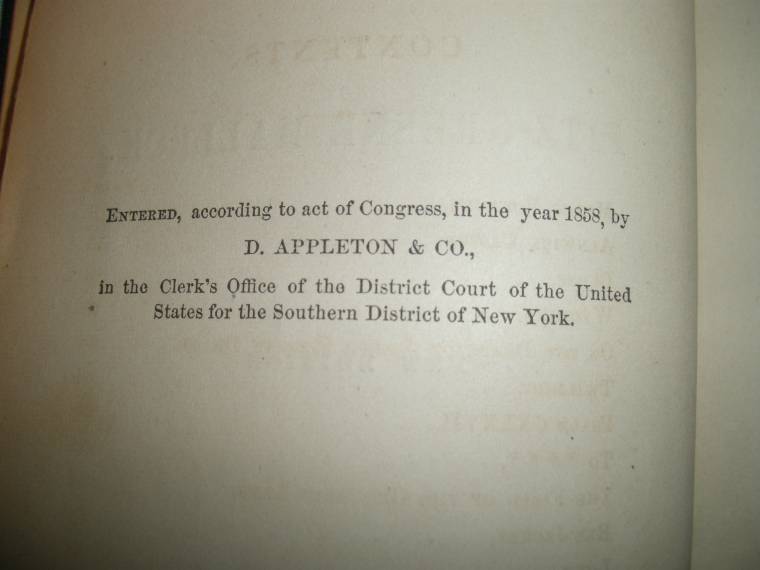 ENTERED, according to act of Congress, in the year 1858, by
D. APPLETON & CO.,
in the Clerk's Office of the District Court of the United
States for the Southern District of New York.